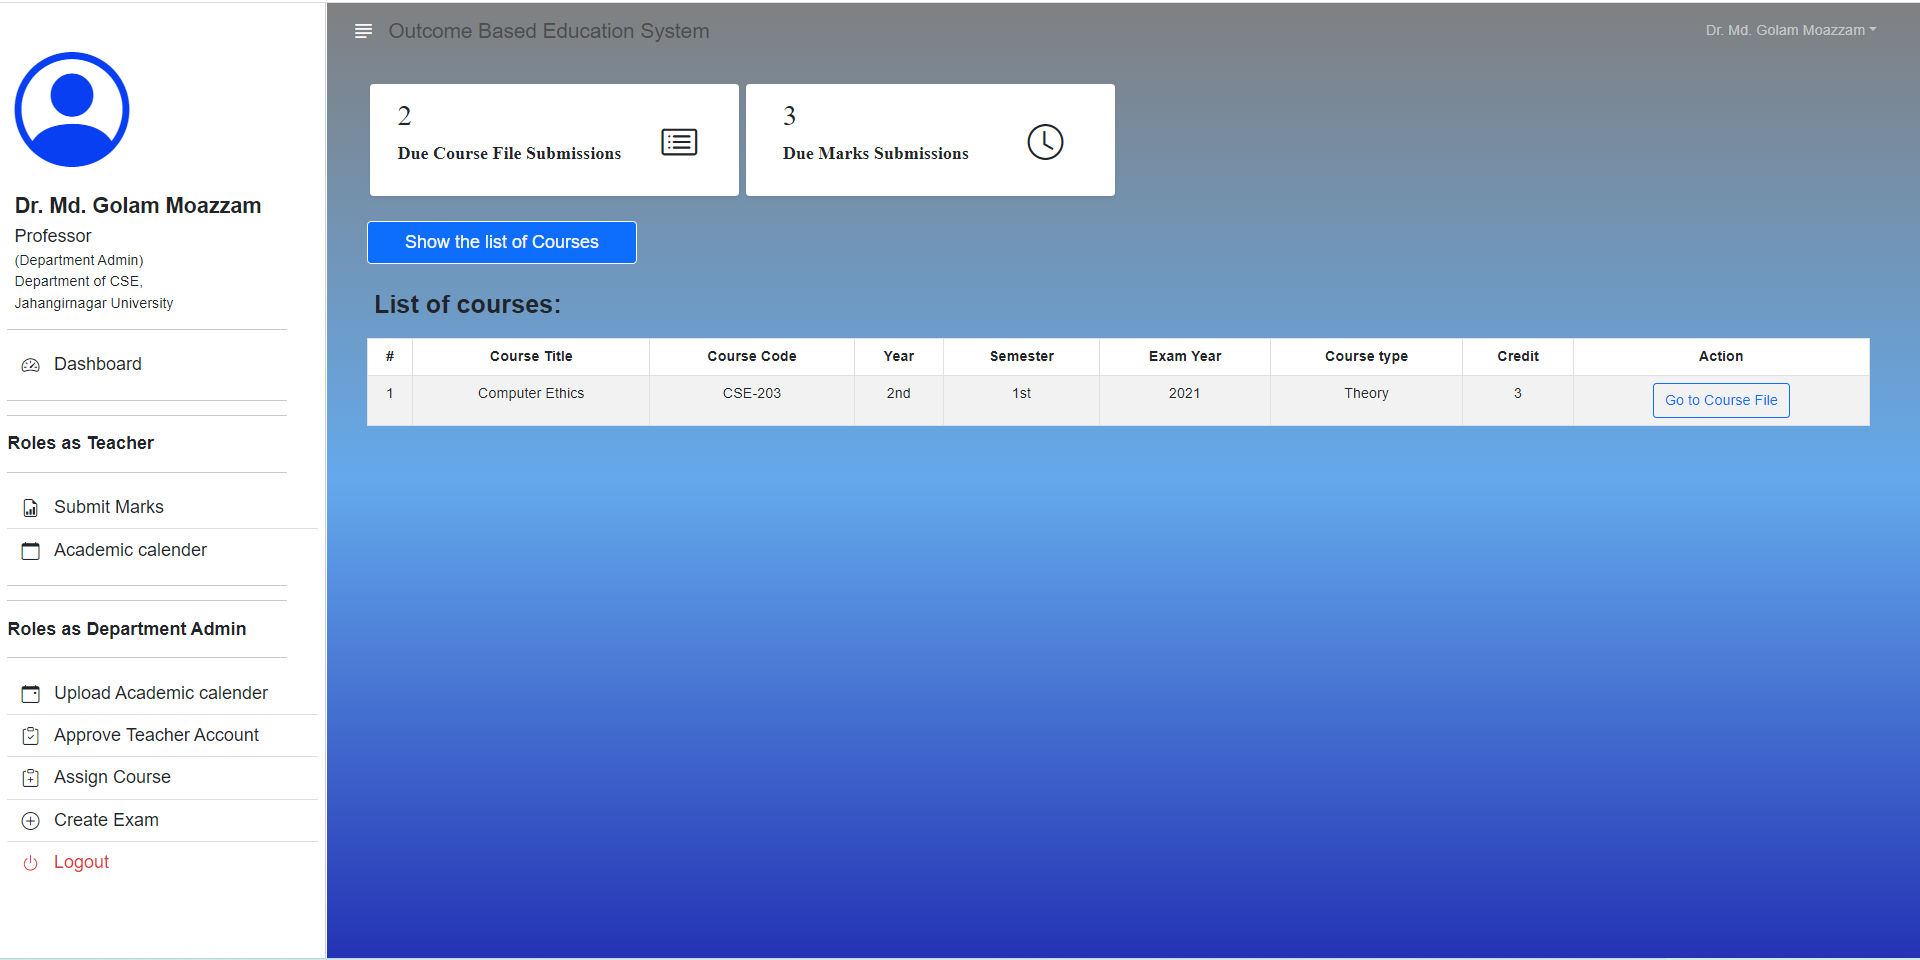 Outcome Based Education System
Dr. Md. Golam Moazzam
Dr. Md. Golam Moazzam
Professor
(Department Admin)
Department of CSE,
Jahangirnagar University
Dashboard
Roles as Teacher
Submit Marks
Academic calender
Roles as Department Admin
Upload Academic calender
Approve Teacher Account
Assign Course
Create Exam
Logout
2
Due Course File Submissions
3
Due Marks Submissions
Show the list of Courses
List of courses:
# Course Title Course Code Year Semester Exam Year Course type Credit Action
1 Computer Ethics CSE-203 2nd 1st 2021 Theory 3 Go to Course File